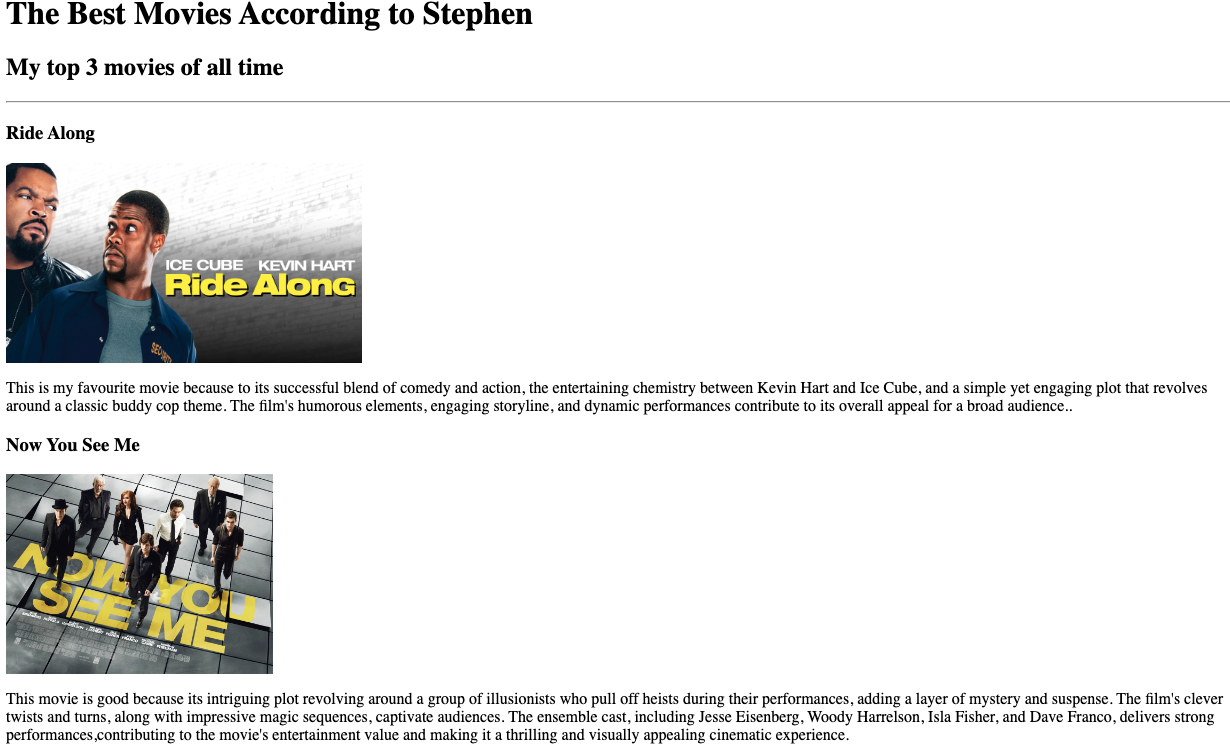 The Best Movies According to Stephen
My top 3 movies of all time
Ride Along
ICE CUBE KEVIN HART
Ride Along
SECURITY
This is my favourite movie because to its successful blend of comedy and action, the entertaining chemistry between Kevin Hart and Ice Cube, and a simple yet engaging plot that revolves
around a classic buddy cop theme. The film's humorous elements, engaging storyline, and dynamic performances contribute to its overall appeal for a broad audience..
Now You See Me
NOW YOU
SEE ME
This movie is good because its intriguing plot revolving around a group of illusionists who pull off heists during their performances, adding a layer of mystery and suspense. The film's clever
twists and turns, along with impressive magic sequences, captivate audiences. The ensemble cast, including Jesse Eisenberg, Woody Harrelson, Isla Fisher, and Dave Franco, delivers strong
performances,contributing to the movie's entertainment value and making it a thrilling and visually appealing cinematic experience.